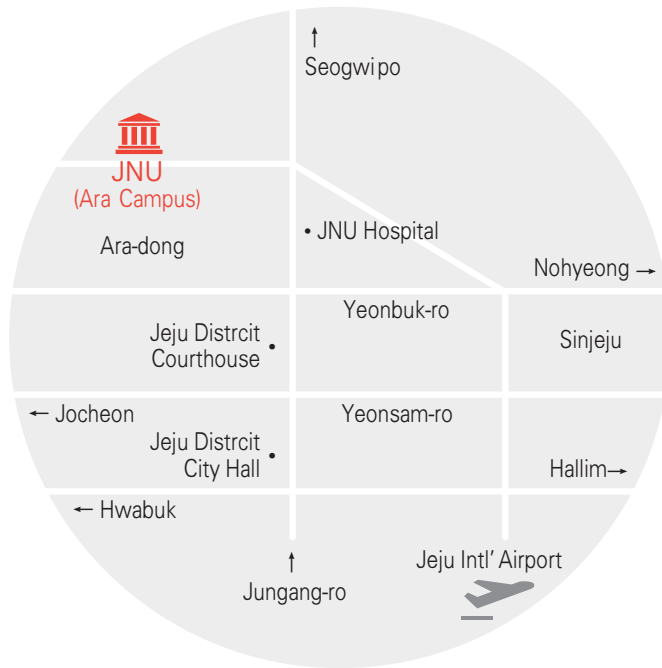 ↑
Seogwipo
JNU
(Ara Campus)
• JNU Hospital
Ara-dong
Nohyeong →
Yeonbuk-ro
Jeju Distrcit
Courthouse •
Sinjeju
← Jocheon
Yeonsam-ro
Jeju Distrcit
City Hall •
Hallim→
← Hwabuk
Jeju Intl’ Airport
↑
Jungang-ro